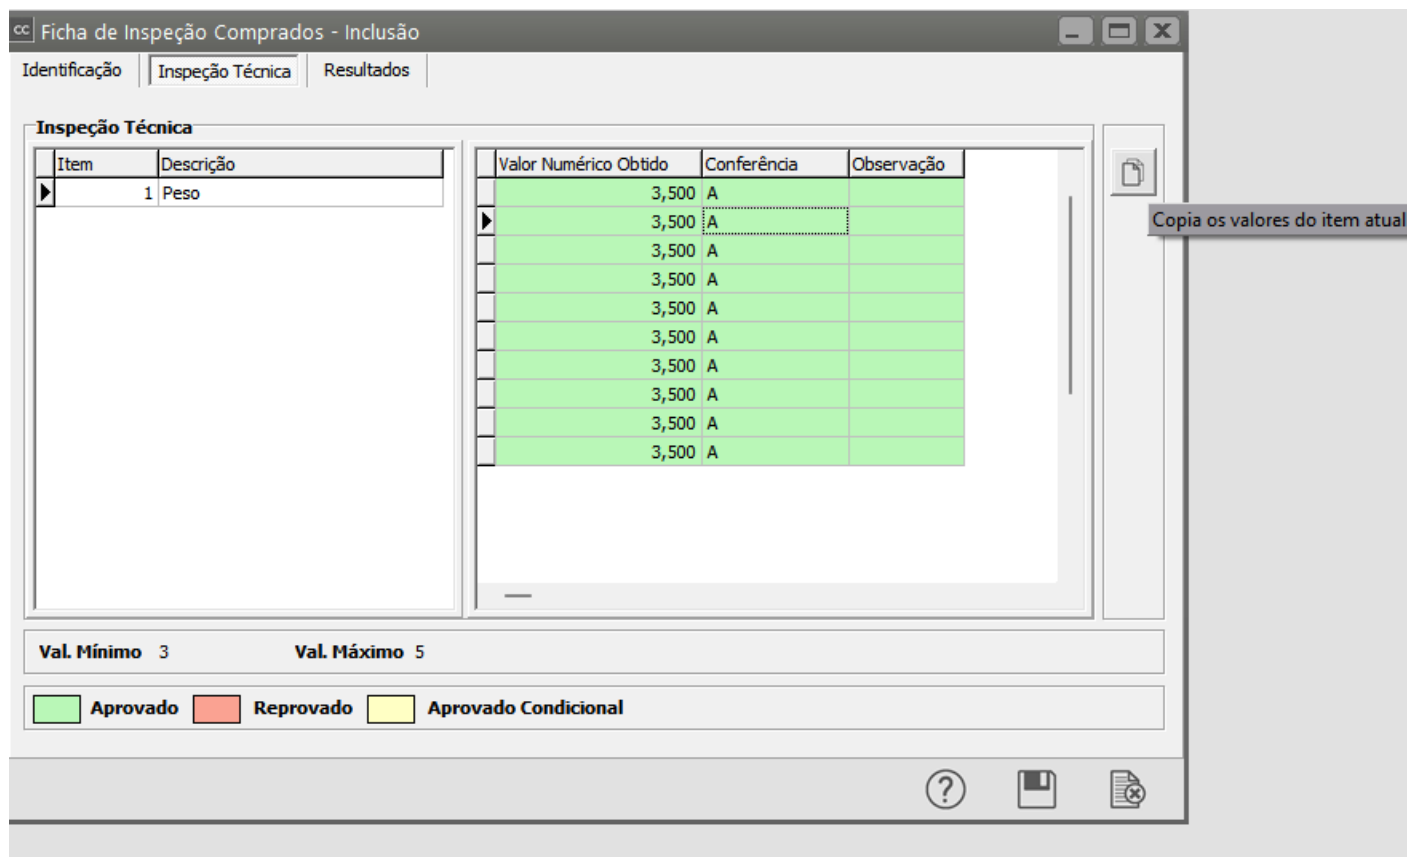 cc Ficha de Inspeção Comprados - Inclusão
Identificação Inspeção Técnica Resultados
Inspeção Técnica
Item Descrição Valor Numérico Obtido Conferência Observação
1 Peso 3,500 A
3,500 A
Copia os valores do item atual
3,500 A
3,500 A
3,500 A
3,500 A
3,500 A
3,500 A
3,500 A
3,500 A
Val. Mínimo 3 Val. Máximo 5
Aprovado Reprovado Aprovado Condicional
?